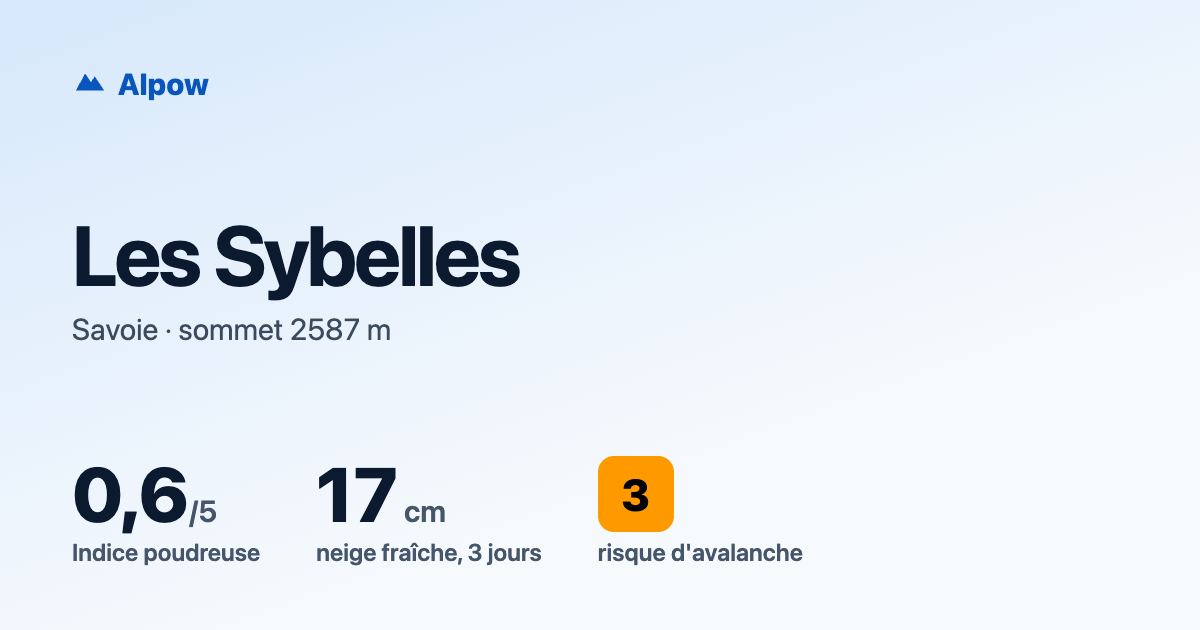 Alpow
Les Sybelles
Savoie · sommet 2587 m
0,6/5
Indice poudreuse
17 cm
neige fraîche, 3 jours
3
risque d'avalanche